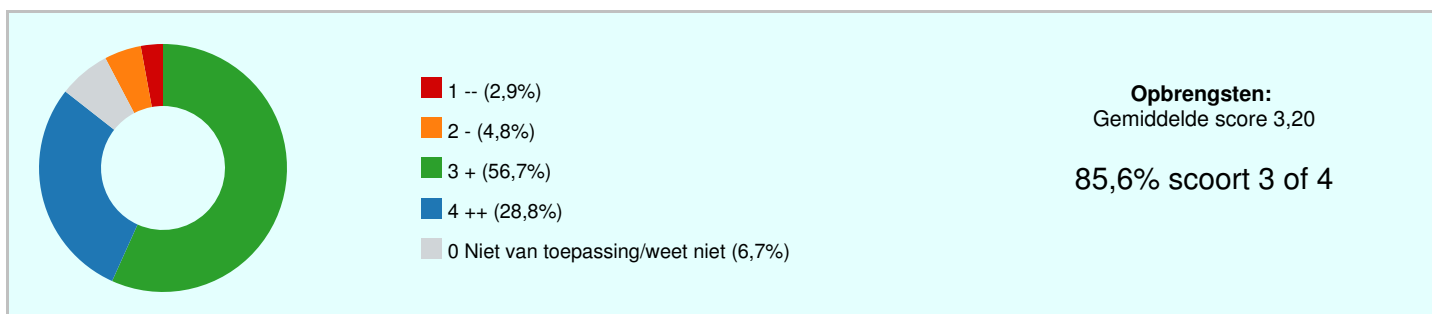 1 -- (2,9%)
2 - (4,8%)
3 + (56,7%)
4 ++ (28,8%)
0 Niet van toepassing/weet niet (6,7%)
Opbrengsten:
Gemiddelde score 3,20
85,6% scoort 3 of 4